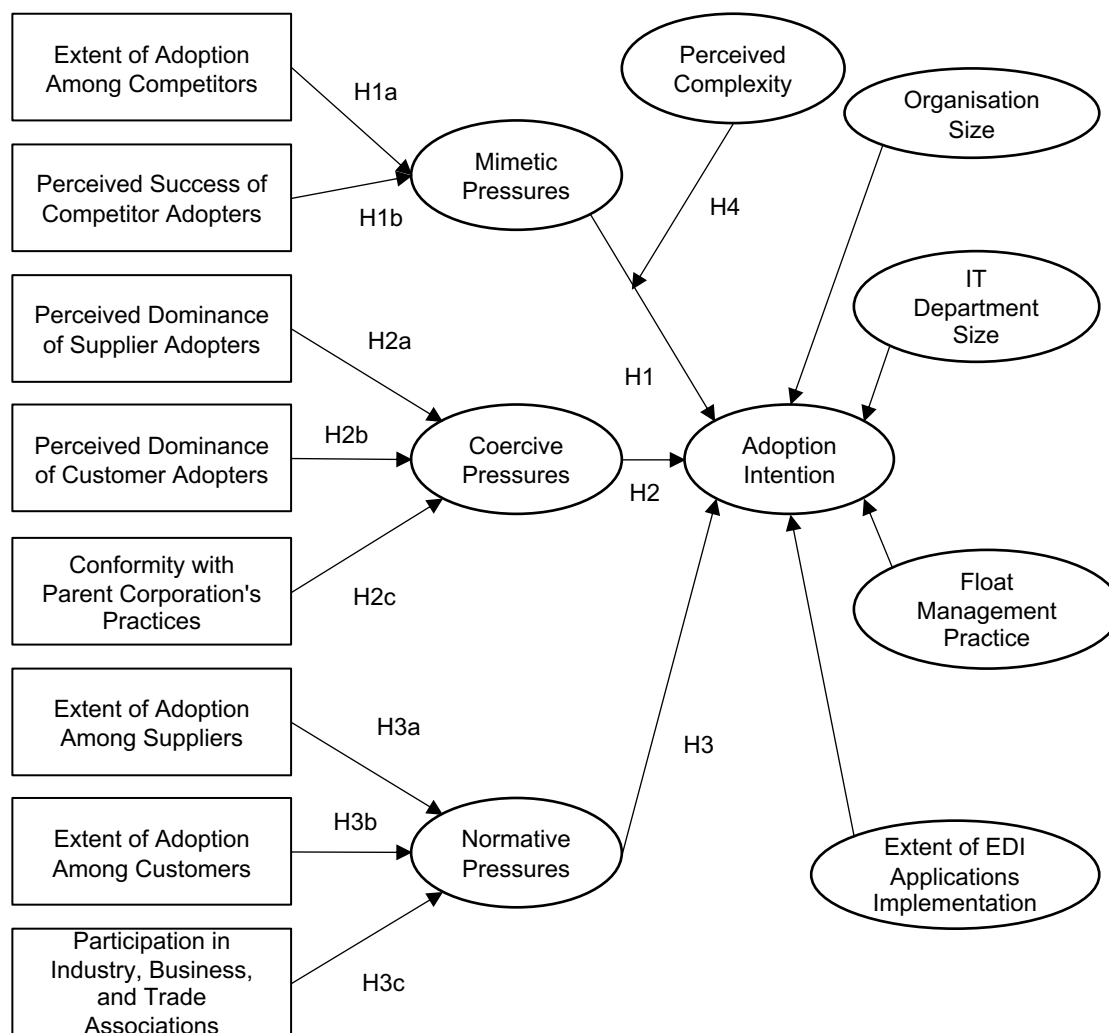 Extent of Adoption
Among Competitors
H1a
Perceived Success of
Competitor Adopters
H1b
Mimetic
Pressures
Perceived
Complexity
H4
Organisation
Size
Perceived Dominance
of Supplier Adopters
H2a
IT
Department
Size
H1
Perceived Dominance
of Customer Adopters
H2b
Coercive
Pressures
H2
Adoption
Intention
Conformity with
Parent Corporation's
Practices
H2c
Float
Management
Practice
Extent of Adoption
Among Suppliers
H3a
H3
Extent of Adoption
Among Customers
H3b
Normative
Pressures
Extent of EDI
Applications
Implementation
Participation in
Industry, Business,
and Trade
Associations
H3c